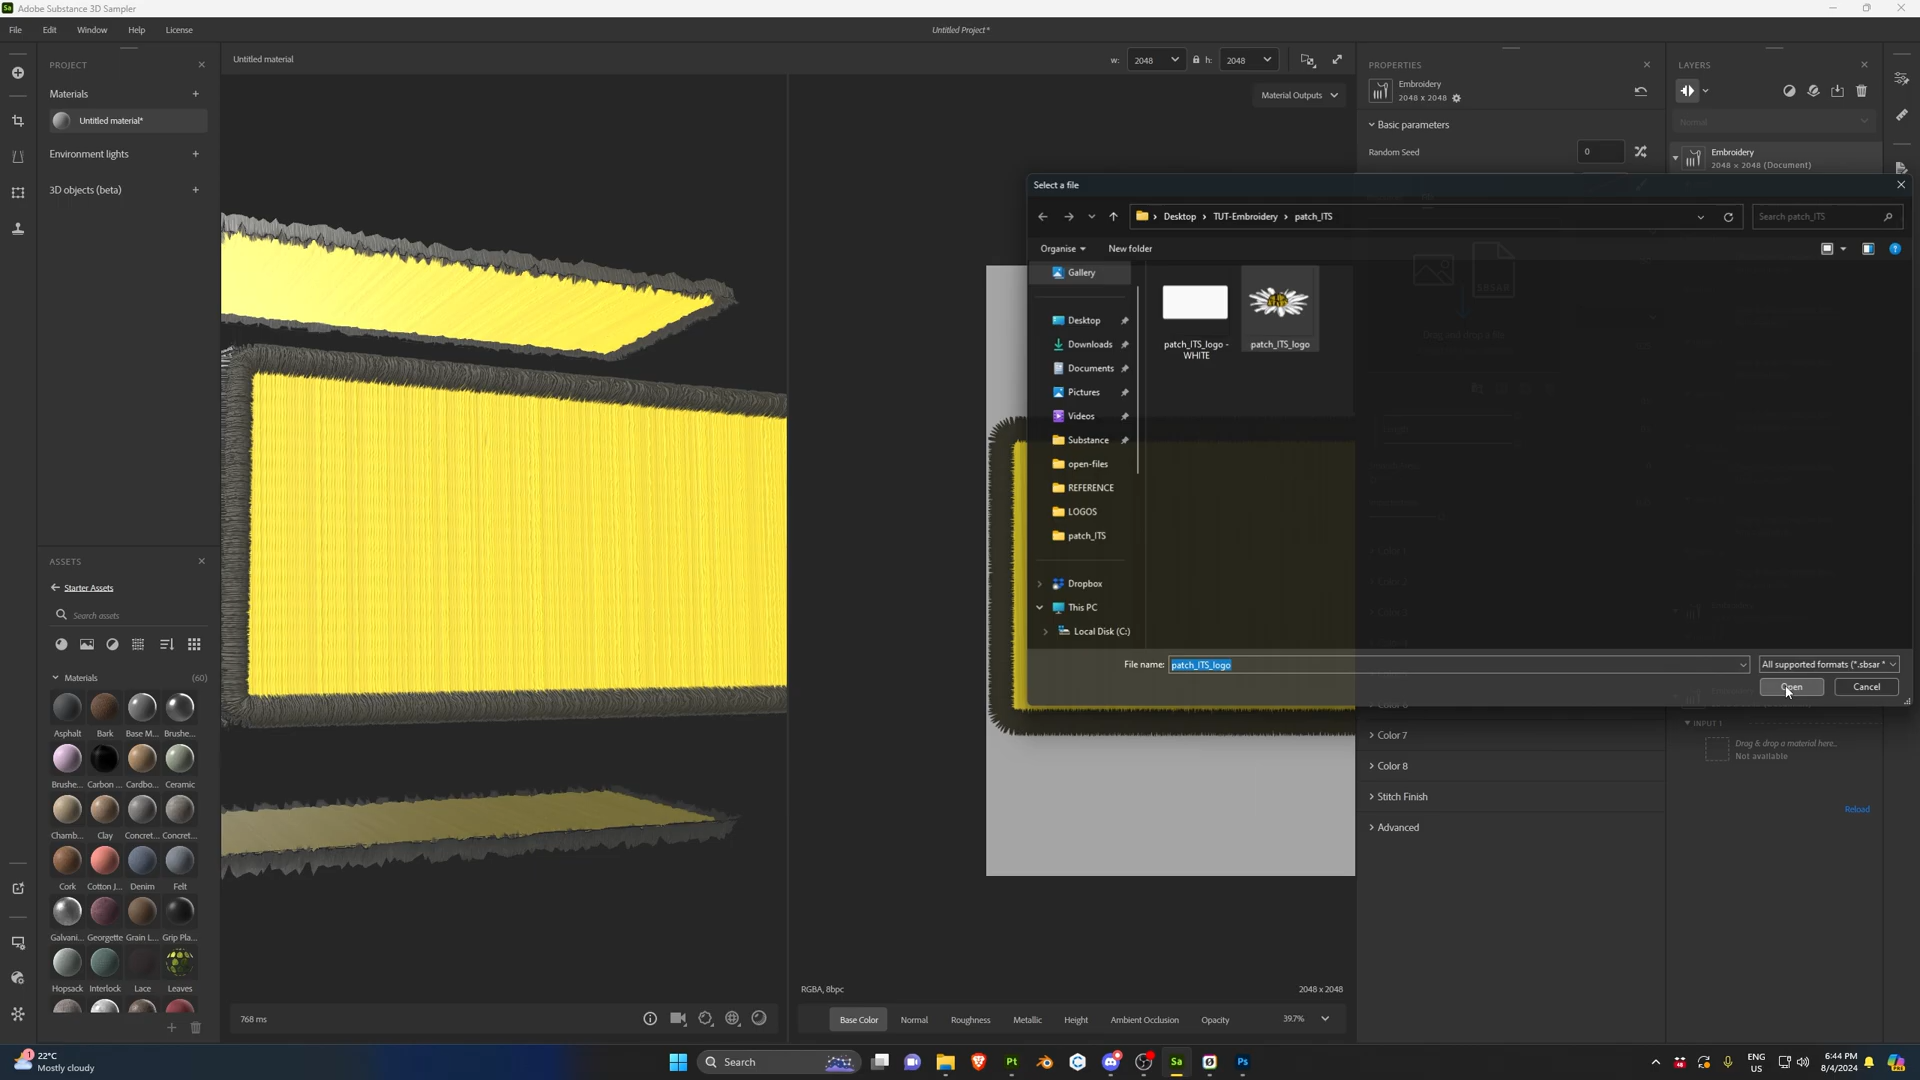 Adobe Substance 3D Sampler
File Edit Window Help License
Untitled Project*
PROJECT
Materials
Untitled material*
Environment lights
3D objects (beta)
Untitled material
w: 2048 h: 2048
Material Outputs
PROPERTIES
Embroidery
2048 x 2048
Basic parameters
Random Seed 0
LAYERS
Normal
Embroidery
2048 x 2048 (Document)
Select a file
Desktop > TUT-Embroidery > patch_ITS
Search patch_ITS
Organise New folder
Gallery
Desktop
Downloads
Documents
Pictures
Videos
Substance
open-files
REFERENCE
LOGOS
patch_ITS
Dropbox
This PC
Local Disk (C:)
patch_ITS_logo -
WHITE
patch_ITS_logo
File name: patch_ITS_logo
All supported formats (*.sbsar *
Open Cancel
Color 7
Color 8
Stitch Finish
Advanced
INPUT 1
Drag & drop a material here...
Not available
Reload
ASSETS
Starter Assets
Search assets
Materials (60)
Asphalt Bark Base M... Brushe...
Brushe... Carbon ... Cardbo... Ceramic
Chamb... Clay Concret... Concret...
Cork Cotton J... Denim Felt
Galvani... Georgette Grain L... Grip Pla...
Hopsack Interlock Lace Leaves
768 ms
RGBA, 8bpc
2048 x 2048
Base Color Normal Roughness Metallic Height Ambient Occlusion Opacity 39.7%
22°C
Mostly cloudy
Search
ENG
US
6:44 PM
8/4/2024